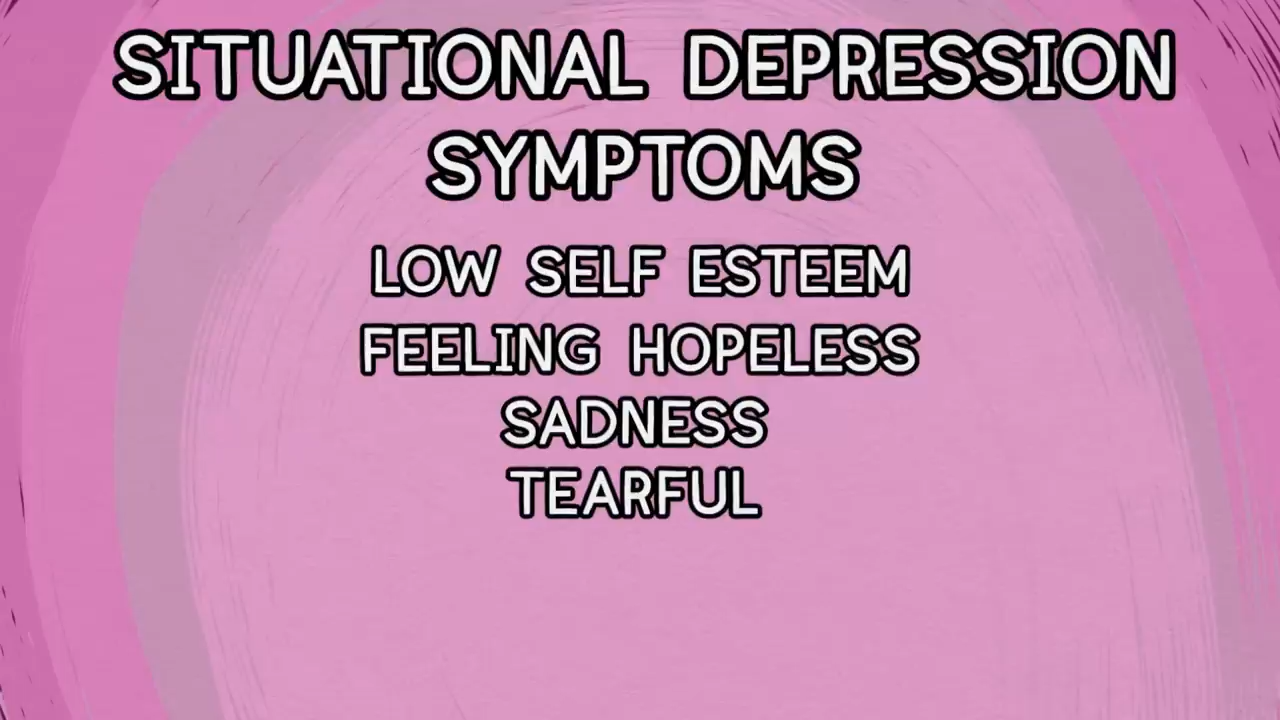 SITUATIONAL DEPRESSION
SYMPTOMS
LOW SELF ESTEEM
FEELING HOPELESS
SADNESS
TEARFUL